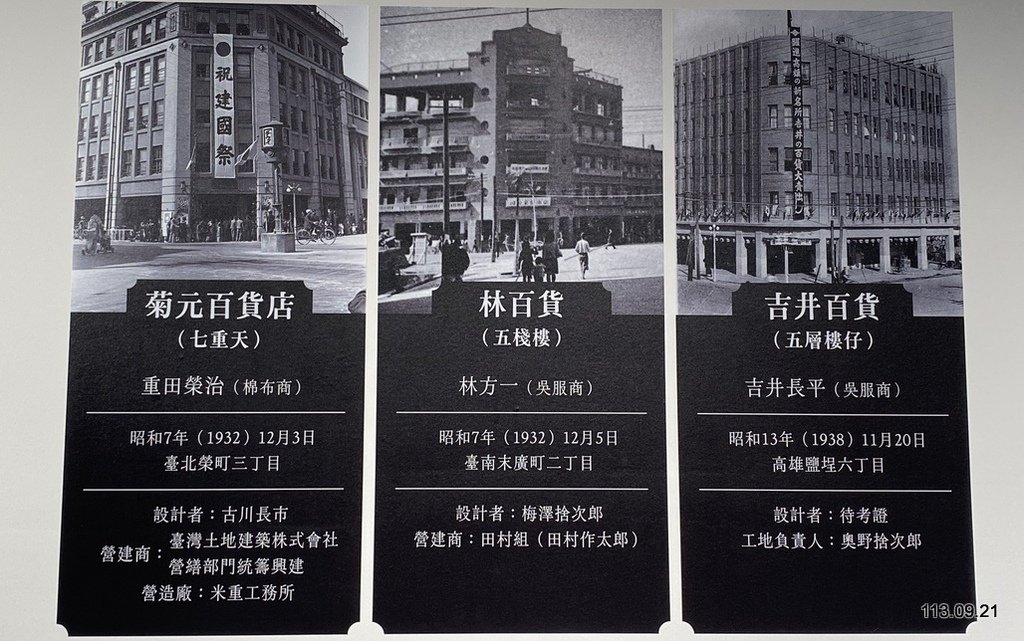 祝建國祭
菊元百貨店
（七重天）
重田榮治（棉布商）
昭和7年（1932）12月3日
臺北榮町三丁目
設計者：古川長市
營建商：臺灣土地建築株式會社
營繕部門統籌興建
營造廠：米重工務所
林百貨
（五棧樓）
林方一（吳服商）
昭和7年（1932）12月5日
臺南末廣町二丁目
設計者：梅澤捨次郎
營建商：田村組（田村作太郎）
吉井百貨
（五層樓仔）
吉井長平（吳服商）
昭和13年（1938）11月20日
高雄鹽埕六丁目
設計者：待考證
工地負責人：奧野捨次郎
113.09.21